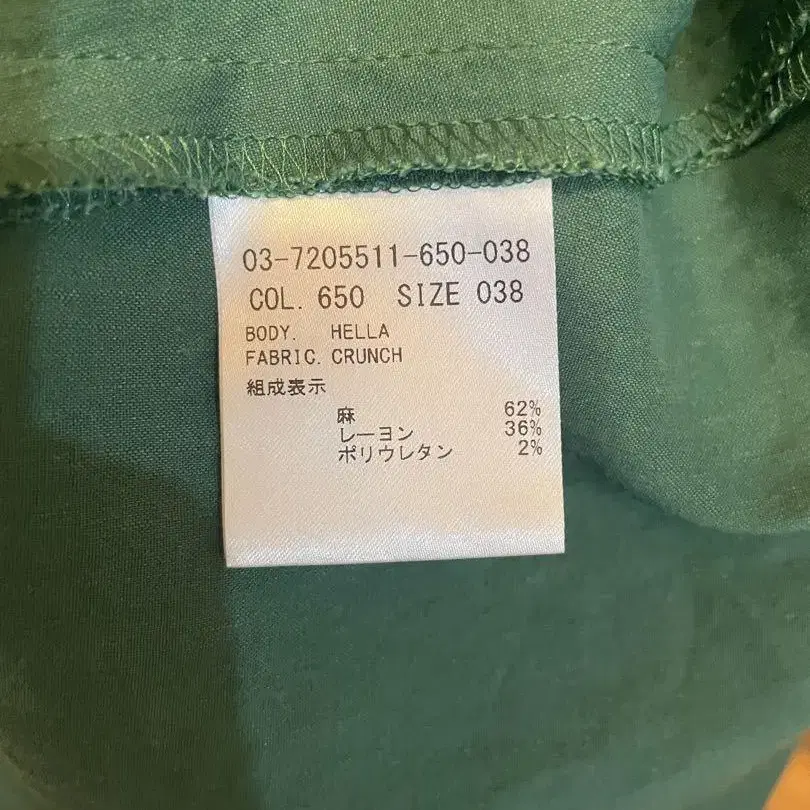 03-7205511-650-038
COL. 650 SIZE 038
BODY. HELLA
FABRIC. CRUNCH
組成表示
麻 62%
レーヨン 36%
ポリウレタン 2%